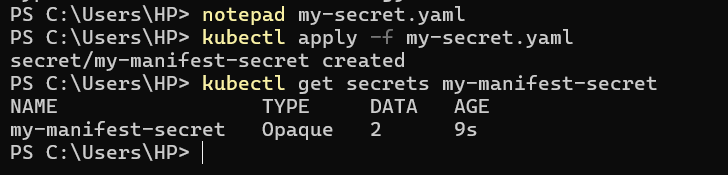 PS C:\Users\HP> notepad my-secret.yaml
PS C:\Users\HP> kubectl apply -f my-secret.yaml
secret/my-manifest-secret created
PS C:\Users\HP> kubectl get secrets my-manifest-secret
NAME                 TYPE     DATA   AGE
my-manifest-secret   Opaque   2      9s
PS C:\Users\HP>